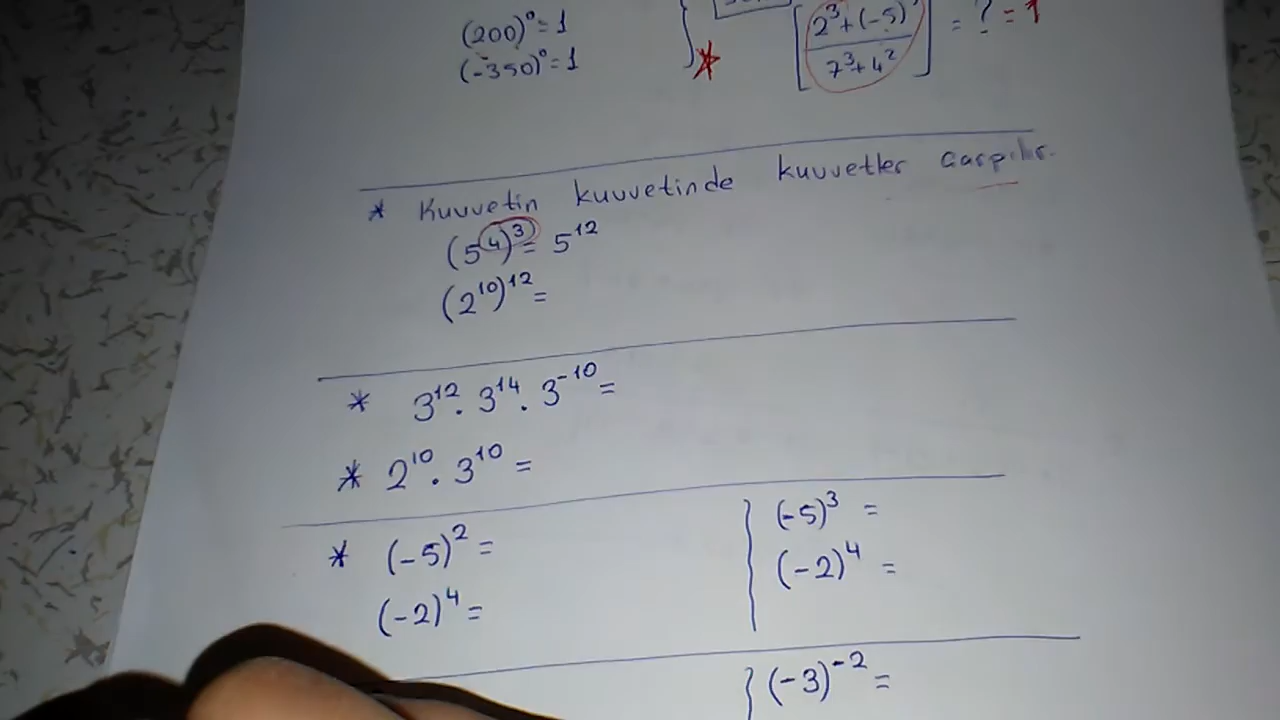 (200)⁰=1
(-350)⁰=1
[2³+(-5) / 7³+4²] = ? = 1
* Kuvvetin kuvvetinde kuvvetler çarpılır.
(5⁴)³ = 5¹²
(2¹⁰)¹² =
* 3¹² . 3¹⁴ . 3⁻¹⁰ =
* 2¹⁰ . 3¹⁰ =
* (-5)² =
(-2)⁴ =
(-5)³ =
(-2)⁴ =
(-3)⁻² =